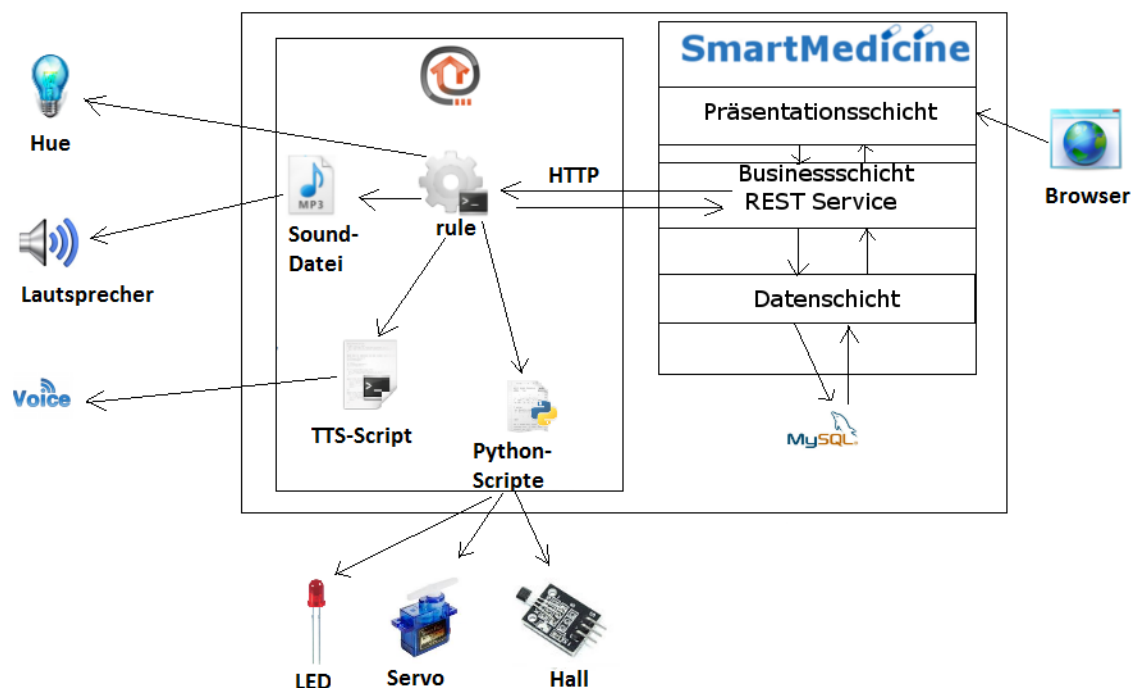 SmartMedicine
Präsentationsschicht
Hue
HTTP
Businessschicht
REST Service
Browser
MP3
>_
rule
Sound-
Datei
Lautsprecher
Datenschicht
Voice
>_
TTS-Script
Python-
Scripte
MySQL
LED
Servo
Hall